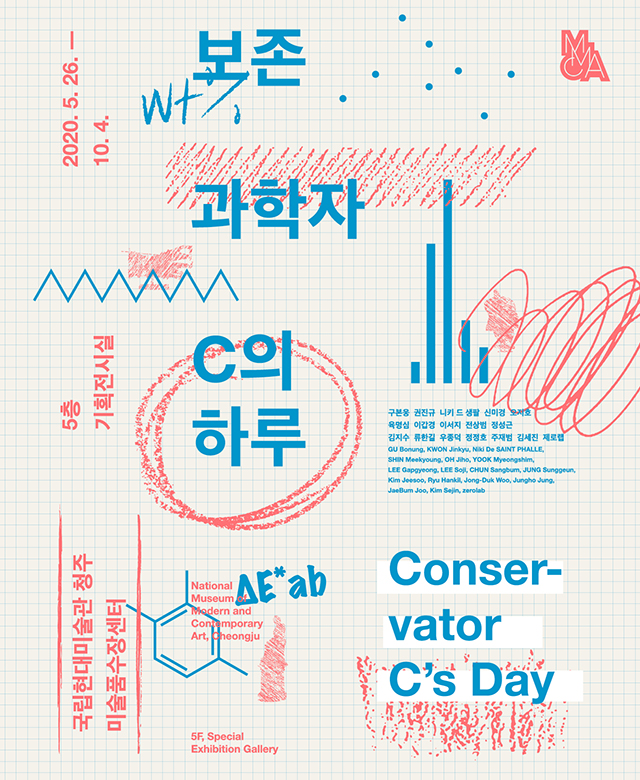 2020. 5. 26. —
10. 4.
보존
wt%
MMCA
과학자
5층
기획전시실
C의
하루
구본웅 권진규 니키 드 생팔 신미경 오지호
육명심 이갑경 이서지 전상범 정성근
김지수 류한길 우종덕 정정호 주재범 김세진 제로랩
GU Bonung, KWON Jinkyu, Niki De SAINT PHALLE,
SHIN Meekyoung, OH Jiho, YOOK Myeongshim,
LEE Gapgyeong, LEE Soji, CHUN Sangbum, JUNG Sunggeun,
Kim Jeesoo, Ryu Hankil, Jong-Duk Woo, Jungho Jung,
JaeBum Joo, Kim Sejin, zerolab
국립현대미술관 청주
미술품수장센터
National
Museum of
Modern and
Contemporary
Art, Cheongju
ΔE*ab
Conser-
vator
C's Day
5F, Special
Exhibition Gallery